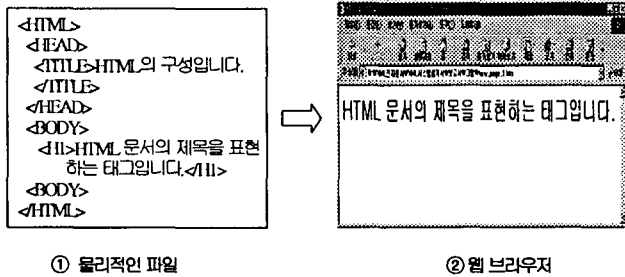 <HTML>
<HEAD>
<TITLE>HTML의 구성입니다.
</TITLE>
</HEAD>
<BODY>
<H1>HTML 문서의 제목을 표현
하는 태그입니다.</H1>
<BODY>
</HTML>
HTML 문서의 제목을 표현하는 태그입니다.
① 물리적인 파일
② 웹 브라우저